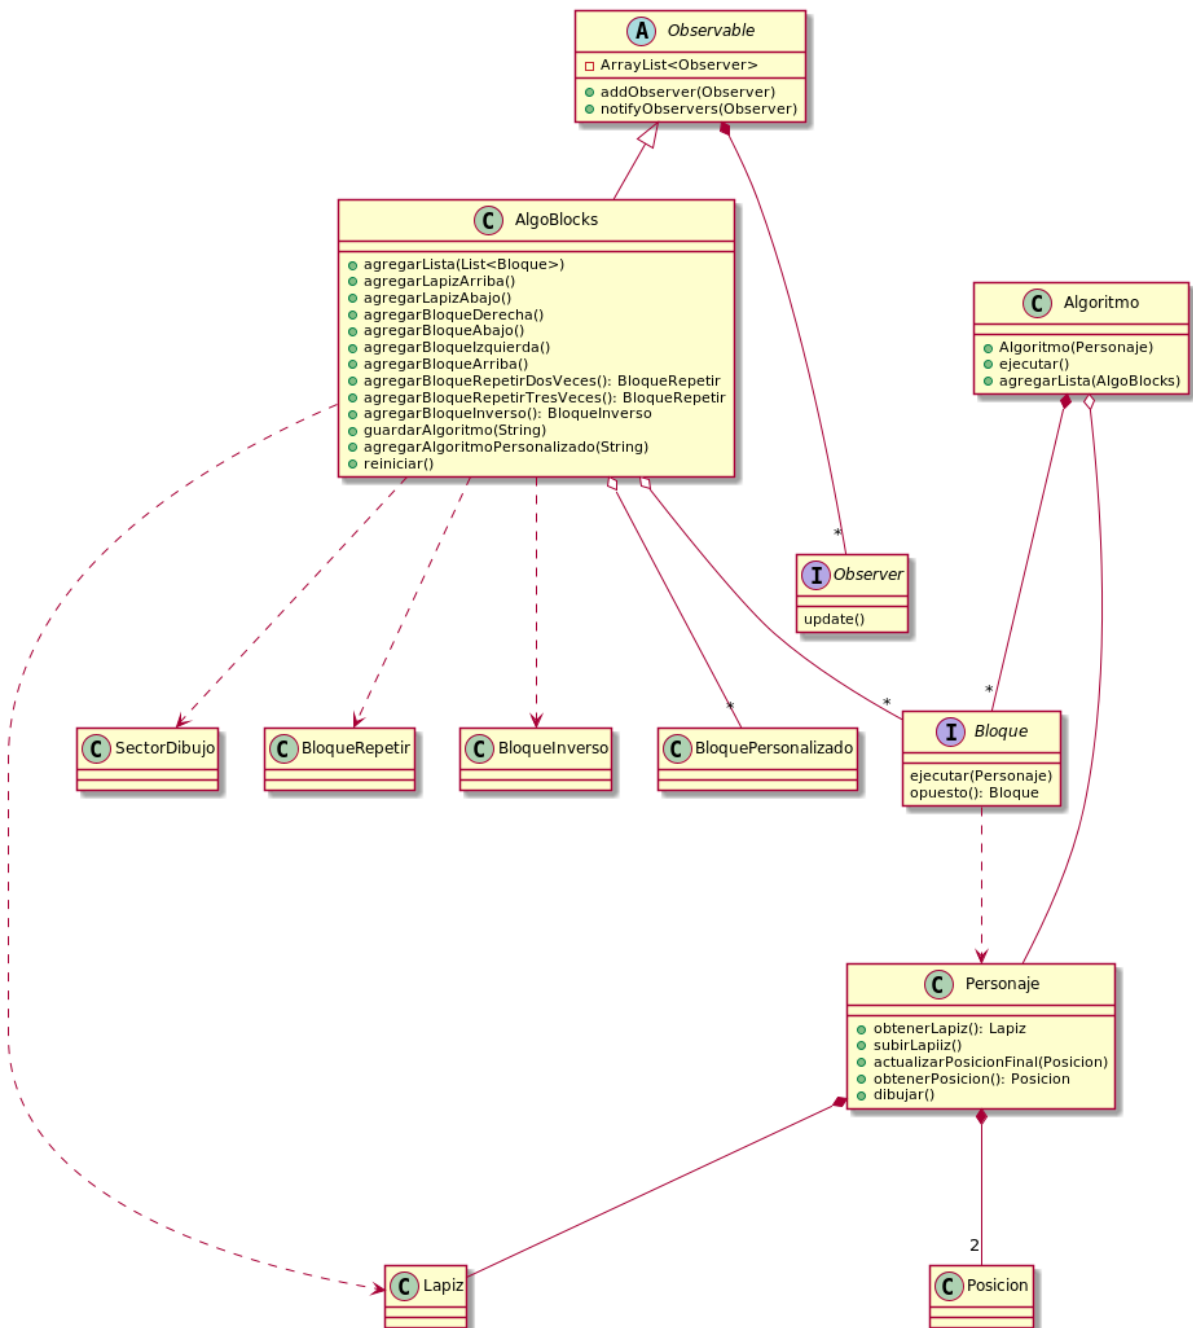 A Observable
ArrayList<Observer>
addObserver(Observer)
notifyObservers(Observer)
C AlgoBlocks
agregarLista(List<Bloque>)
agregarLapizArriba()
agregarLapizAbajo()
agregarBloqueDerecha()
agregarBloqueAbajo()
agregarBloqueIzquierda()
agregarBloqueArriba()
agregarBloqueRepetirDosVeces(): BloqueRepetir
agregarBloqueRepetirTresVeces(): BloqueRepetir
agregarBloqueInverso(): BloqueInverso
guardarAlgoritmo(String)
agregarAlgoritmoPersonalizado(String)
reiniciar()
C Algoritmo
Algoritmo(Personaje)
ejecutar()
agregarLista(AlgoBlocks)
*
I Observer
update()
*
*
*
C SectorDibujo
C BloqueRepetir
C BloqueInverso
C BloquePersonalizado
I Bloque
ejecutar(Personaje)
opuesto(): Bloque
C Personaje
obtenerLapiz(): Lapiz
subirLapiiz()
actualizarPosicionFinal(Posicion)
obtenerPosicion(): Posicion
dibujar()
2
C Lapiz
C Posicion